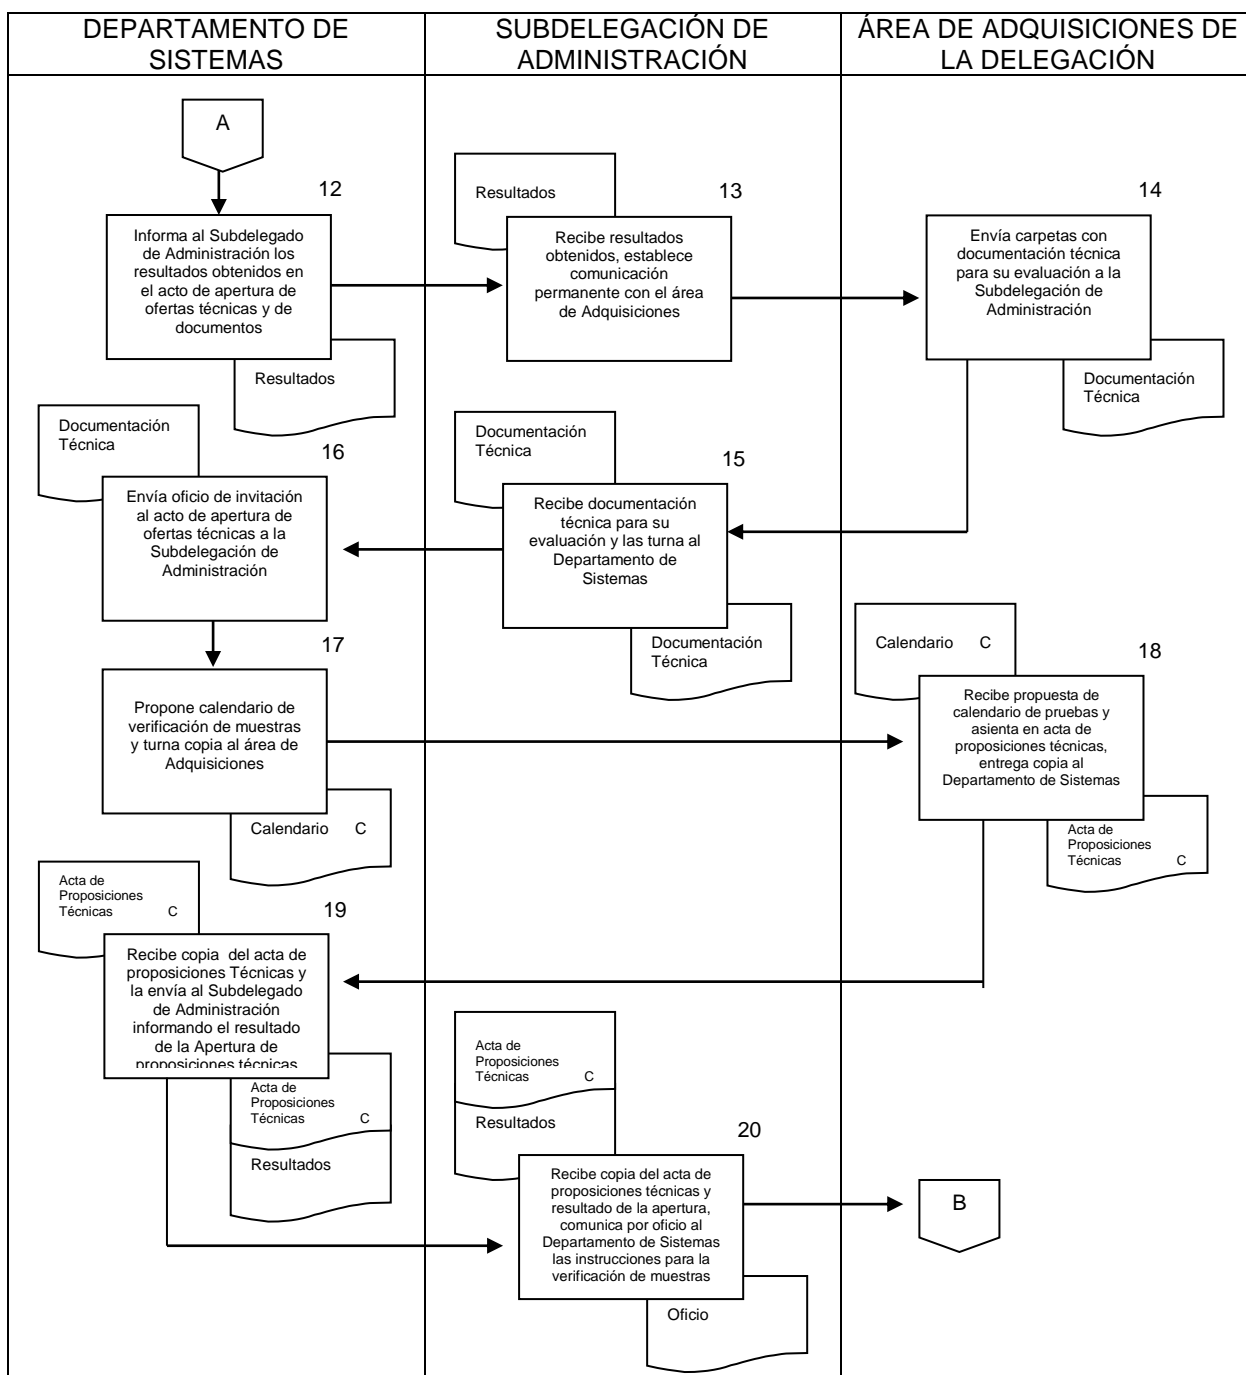 DEPARTAMENTO DE
SISTEMAS
SUBDELEGACIÓN DE
ADMINISTRACIÓN
ÁREA DE ADQUISICIONES DE
LA DELEGACIÓN
A
12
Informa al Subdelegado
de Administración los
resultados obtenidos en
el acto de apertura de
ofertas técnicas y de
documentos
Resultados
Resultados
13
Recibe resultados
obtenidos, establece
comunicación
permanente con el área
de Adquisiciones
14
Envía carpetas con
documentación técnica
para su evaluación a la
Subdelegación de
Administración
Documentación
Técnica
Documentación
Técnica
15
Recibe documentación
técnica para su
evaluación y las turna al
Departamento de
Sistemas
Documentación
Técnica
Documentación
Técnica
16
Envía oficio de invitación
al acto de apertura de
ofertas técnicas a la
Subdelegación de
Administración
17
Propone calendario de
verificación de muestras
y turna copia al área de
Adquisiciones
Calendario C
Calendario C
18
Recibe propuesta de
calendario de pruebas y
asienta en acta de
proposiciones técnicas,
entrega copia al
Departamento de Sistemas
Acta de
Proposiciones
Técnicas C
Acta de
Proposiciones
Técnicas C
19
Recibe copia del acta de
proposiciones Técnicas y
la envía al Subdelegado
de Administración
informando el resultado
de la Apertura de
proposiciones técnicas
Acta de
Proposiciones
Técnicas C
Resultados
Acta de
Proposiciones
Técnicas C
Resultados
20
Recibe copia del acta de
proposiciones técnicas y
resultado de la apertura,
comunica por oficio al
Departamento de Sistemas
las instrucciones para la
verificación de muestras
Oficio
B